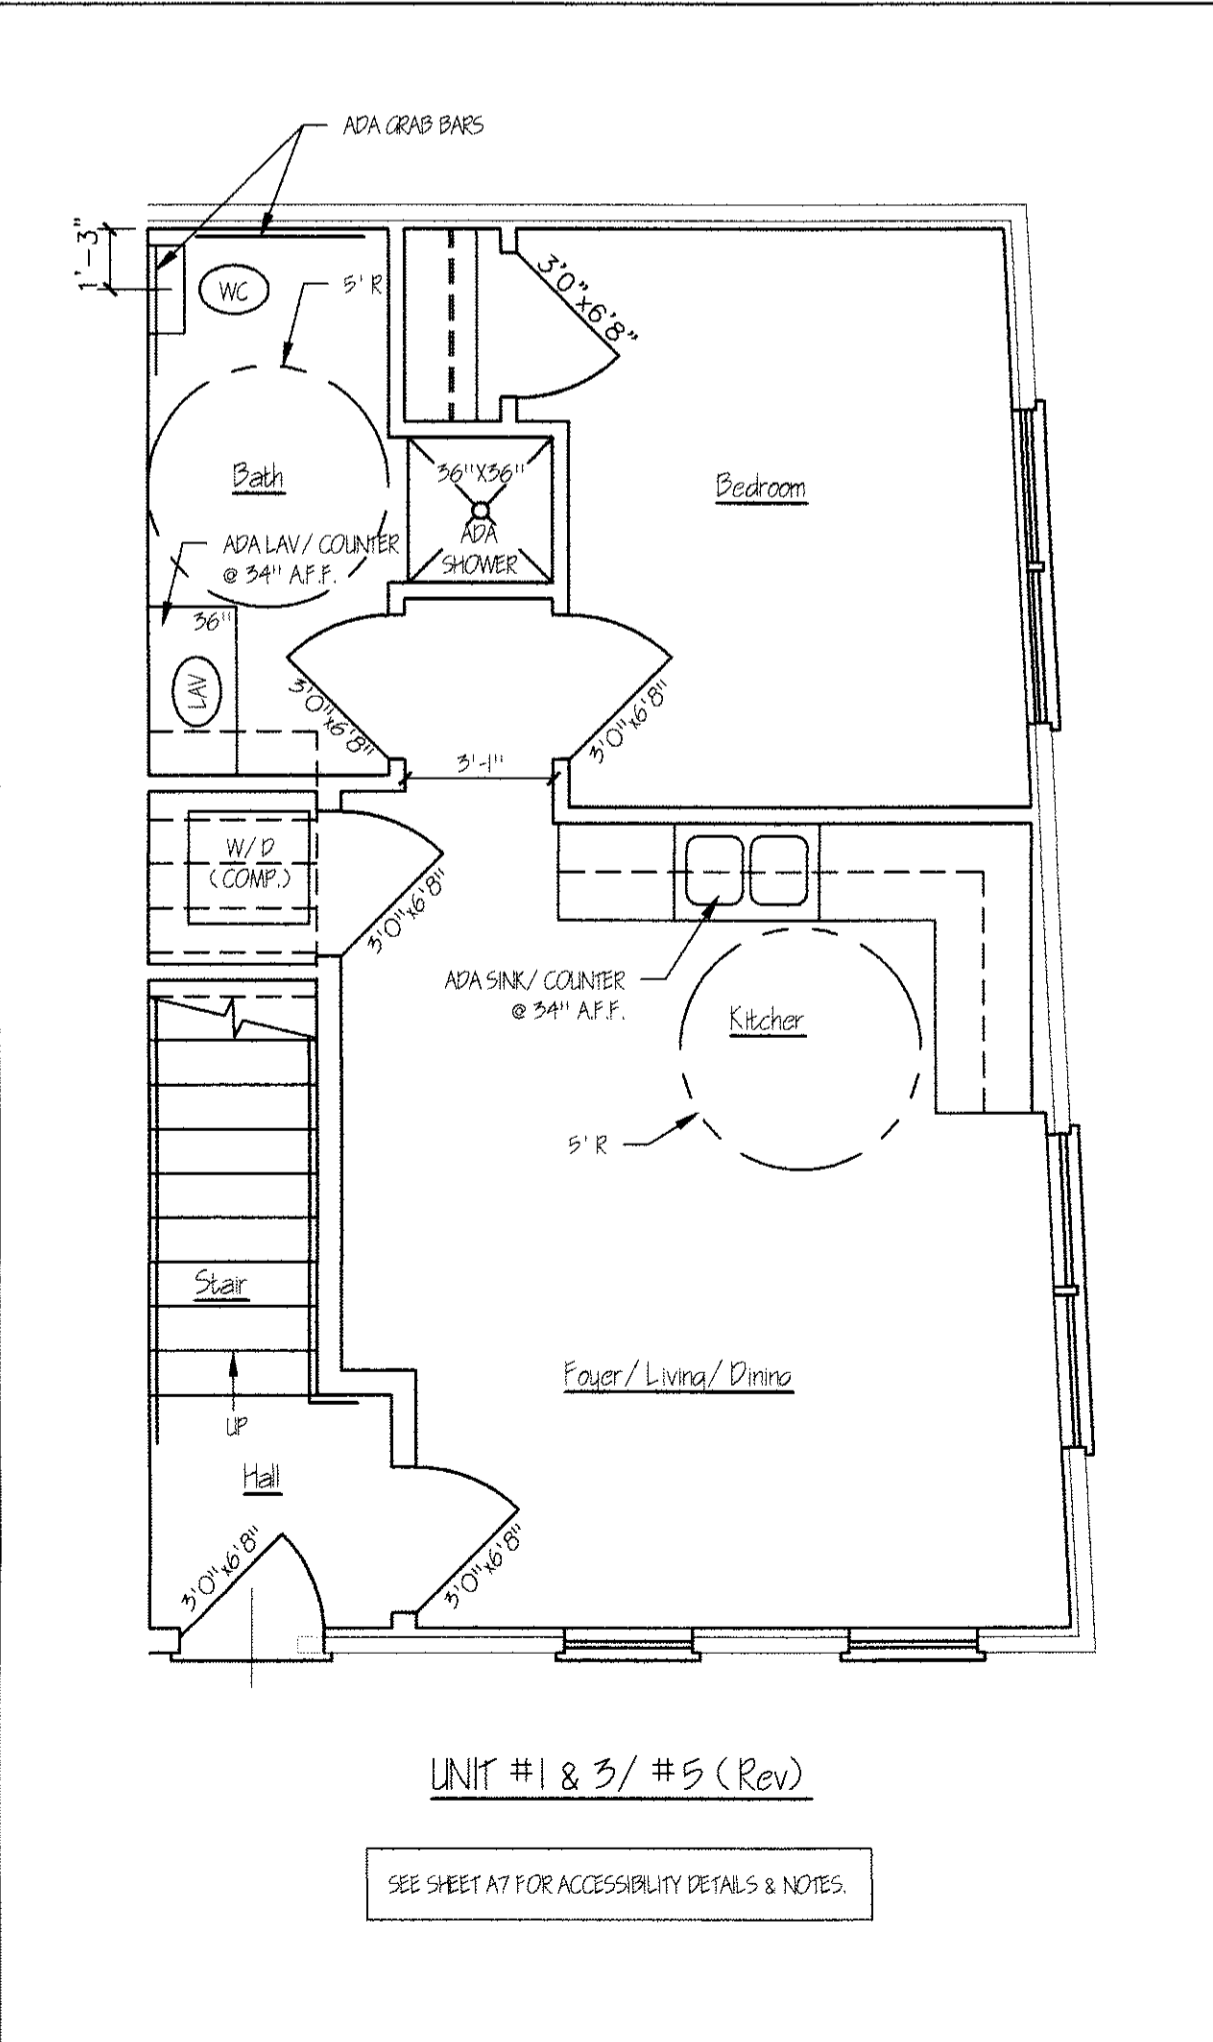 ADA GRAB BARS
1'-3"
WC
5' R
3'0"x6'8"
Bath
36"X36"
ADA
SHOWER
Bedroom
ADA LAV/ COUNTER
@ 34" A.F.F.
36"
LAV
3'0"x6'8"
3'0"x6'8"
3'-1"
W/D
(COMP.)
3'0"x6'8"
ADA SINK/ COUNTER
@ 34" A.F.F.
Kitchen
5' R
Stair
UP
Foyer/ Living/ Dining
Hall
3'0"x6'8"
3'0"x6'8"
UNIT #1 & 3/ #5 (Rev)
SEE SHEET A7 FOR ACCESSIBILITY DETAILS & NOTES.